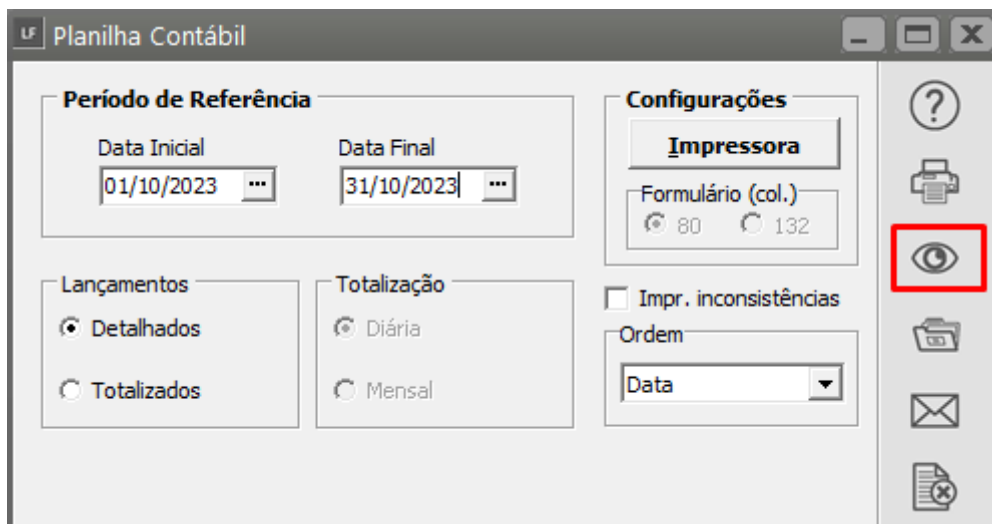 LF Planilha Contábil
Período de Referência
Data Inicial Data Final
01/10/2023 ... 31/10/2023 ...
Configurações
Impressora
Formulário (col.)
80 132
Lançamentos
Detalhados
Totalizados
Totalização
Diária
Mensal
Impr. inconsistências
Ordem
Data
?